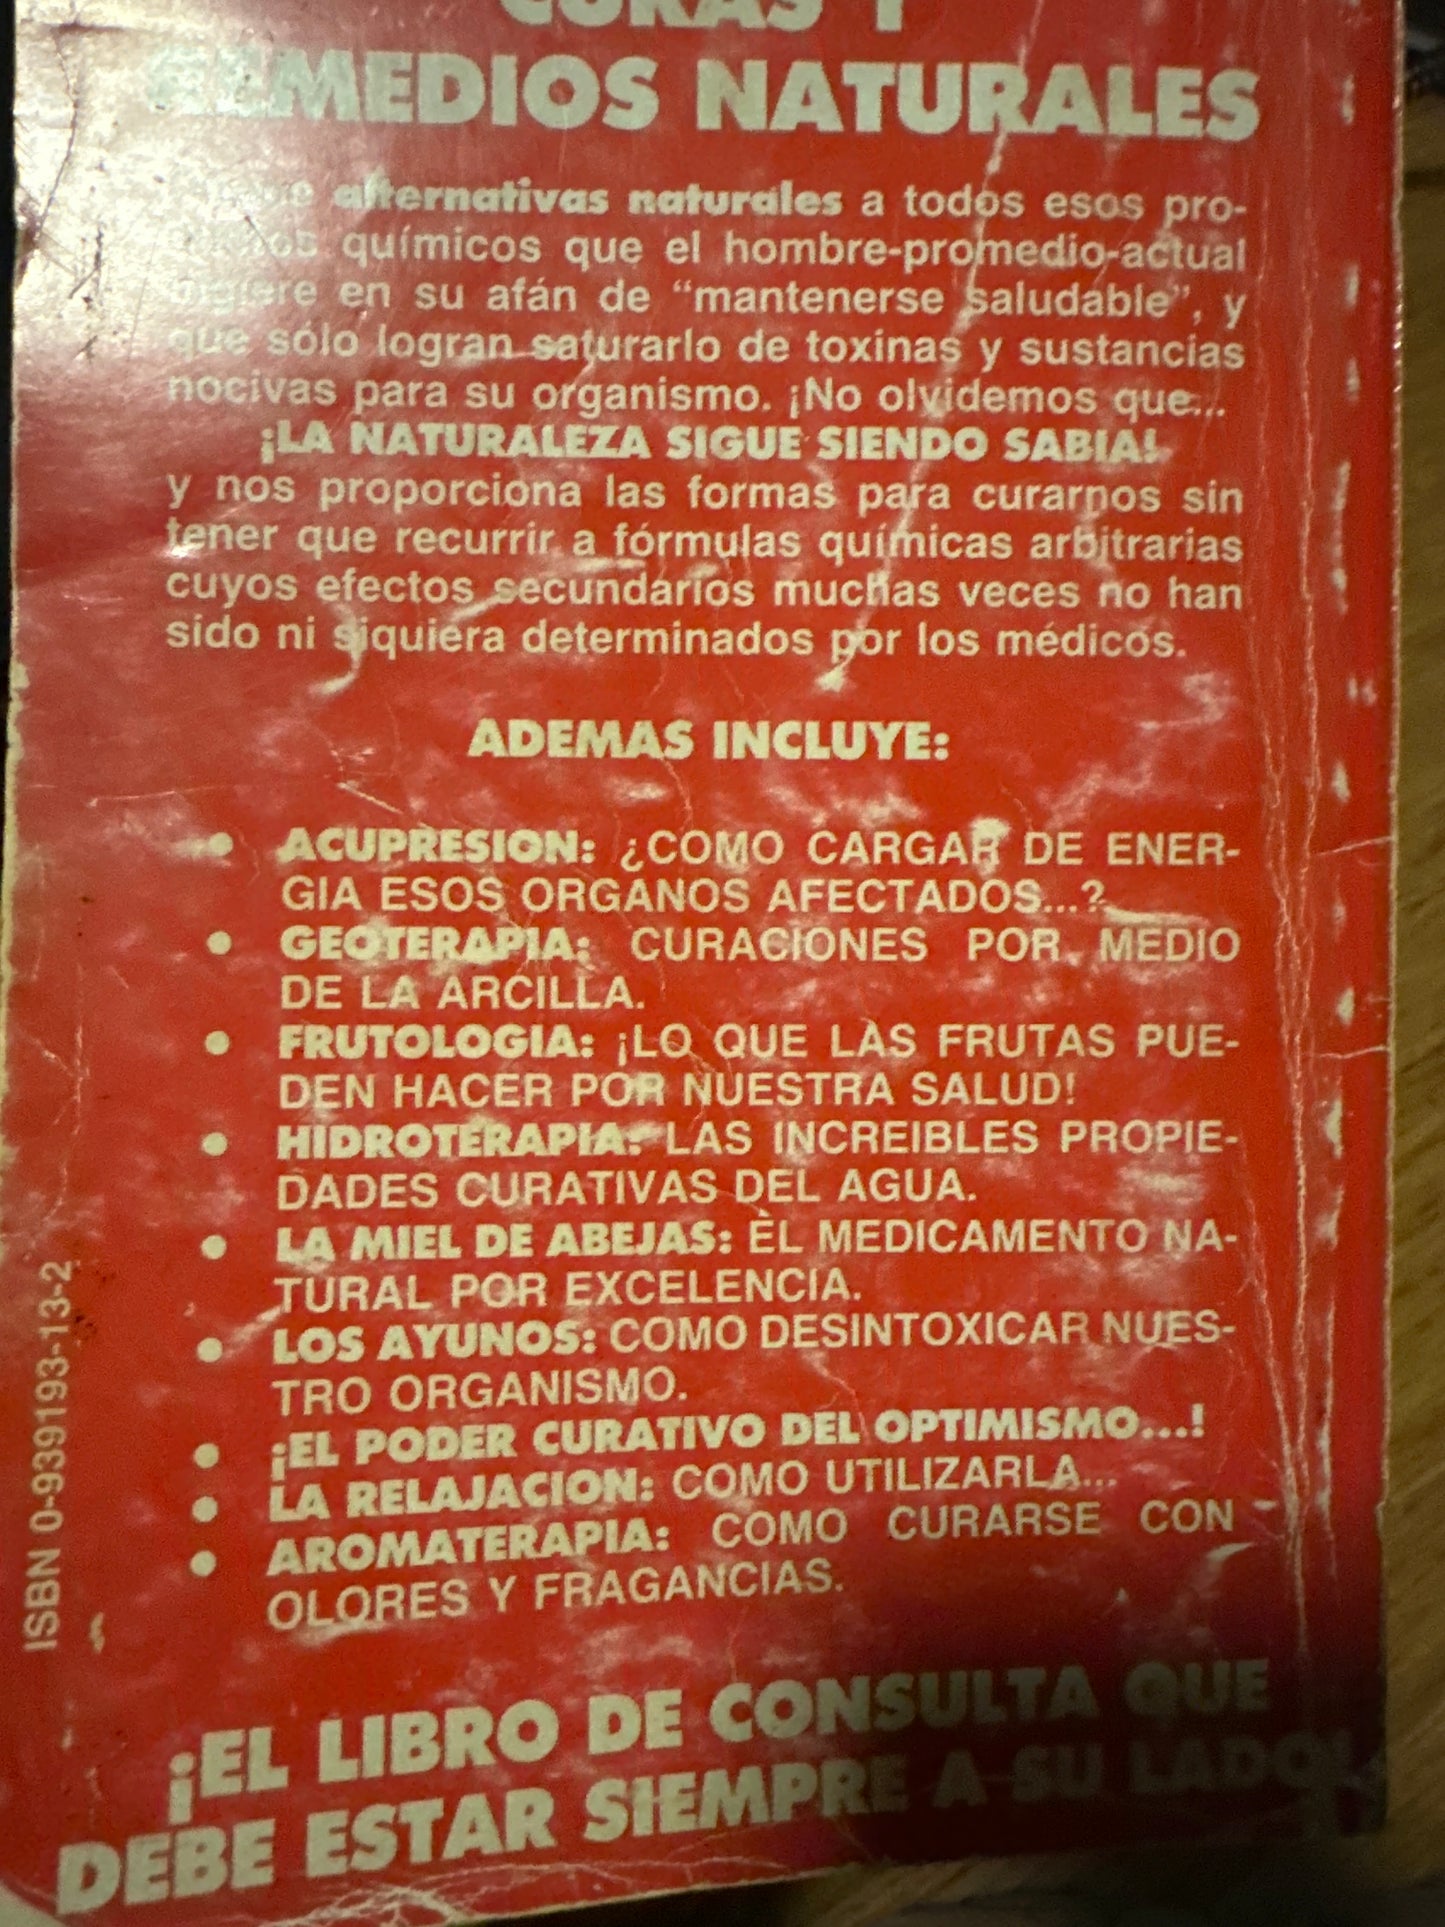 CURAS Y
REMEDIOS NATURALES
alternativas naturales a todos esos pro-
químicos que el hombre-promedio-actual
ingiere en su afán de “mantenerse saludable”, y
que sólo logran saturarlo de toxinas y sustancias
nocivas para su organismo. ¡No olvidemos que...
¡LA NATURALEZA SIGUE SIENDO SABIA!
y nos proporciona las formas para curarnos sin
tener que recurrir a fórmulas químicas arbitrarias
cuyos efectos secundarios muchas veces no han
sido ni siquiera determinados por los médicos.
ADEMAS INCLUYE:
• ACUPRESION: ¿COMO CARGAR DE ENER-
GIA ESOS ORGANOS AFECTADOS...?
• GEOTERAPIA: CURACIONES POR MEDIO
DE LA ARCILLA.
• FRUTOLOGIA: ¡LO QUE LAS FRUTAS PUE-
DEN HACER POR NUESTRA SALUD!
• HIDROTERAPIA: LAS INCREIBLES PROPIE-
DADES CURATIVAS DEL AGUA.
• LA MIEL DE ABEJAS: EL MEDICAMENTO NA-
TURAL POR EXCELENCIA.
• LOS AYUNOS: COMO DESINTOXICAR NUES-
TRO ORGANISMO.
• ¡EL PODER CURATIVO DEL OPTIMISMO...!
• LA RELAJACION: COMO UTILIZARLA...
• AROMATERAPIA: COMO CURARSE CON
OLORES Y FRAGANCIAS.
¡EL LIBRO DE CONSULTA QUE
DEBE ESTAR SIEMPRE A SU LADO!
ISBN 0-939193-13-2